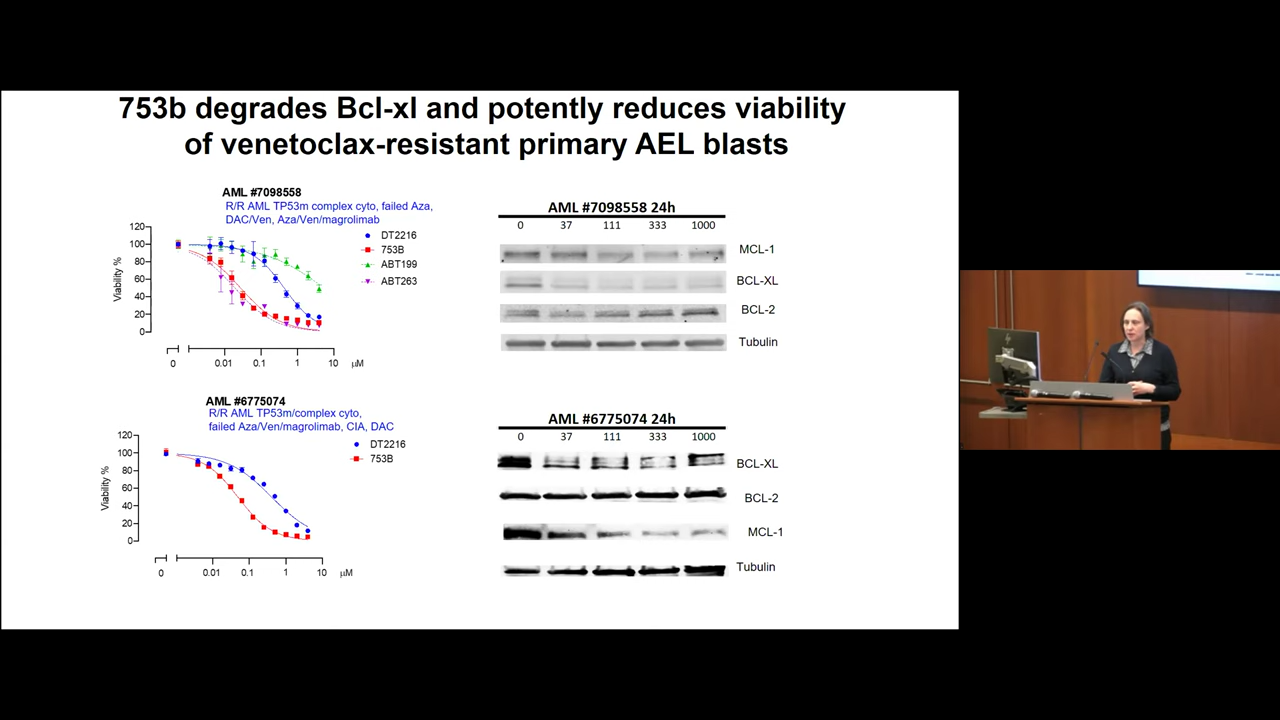 753b degrades Bcl-xl and potently reduces viability
of venetoclax-resistant primary AEL blasts
AML #7098558
R/R AML TP53m complex cyto, failed Aza,
DAC/Ven, Aza/Ven/magrolimab
120
100
80
60
40
20
0
Viability %
0
0.01
0.1
1
10
μM
DT2216
753B
ABT199
ABT263
AML #7098558 24h
0 37 111 333 1000
MCL-1
BCL-XL
BCL-2
Tubulin
AML #6775074
R/R AML TP53m/complex cyto,
failed Aza/Ven/magrolimab, CIA, DAC
120
100
80
60
40
20
0
Viability %
0
0.01
0.1
1
10
μM
DT2216
753B
AML #6775074 24h
0 37 111 333 1000
BCL-XL
BCL-2
MCL-1
Tubulin